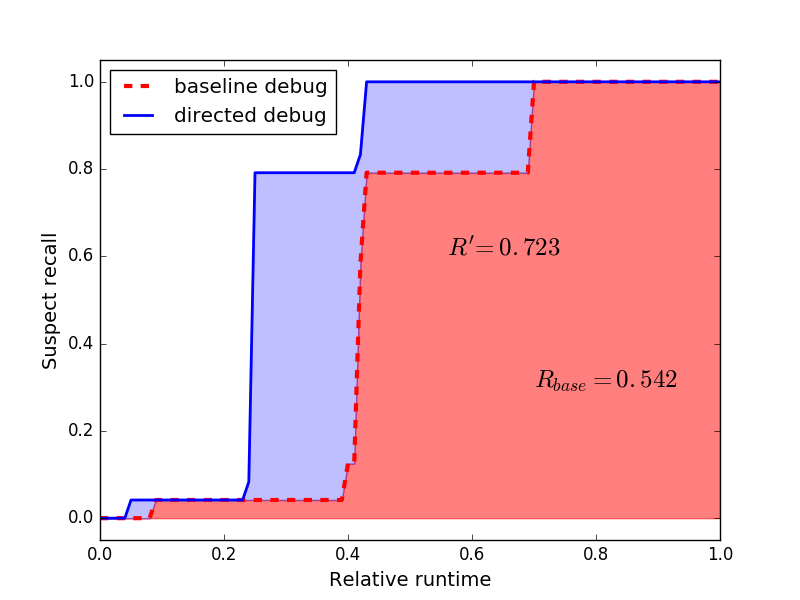 baseline debug
directed debug
1.0
0.8
0.6
0.4
0.2
0.0
Suspect recall
R′=0.723
R_base=0.542
0.0 0.2 0.4 0.6 0.8 1.0
Relative runtime